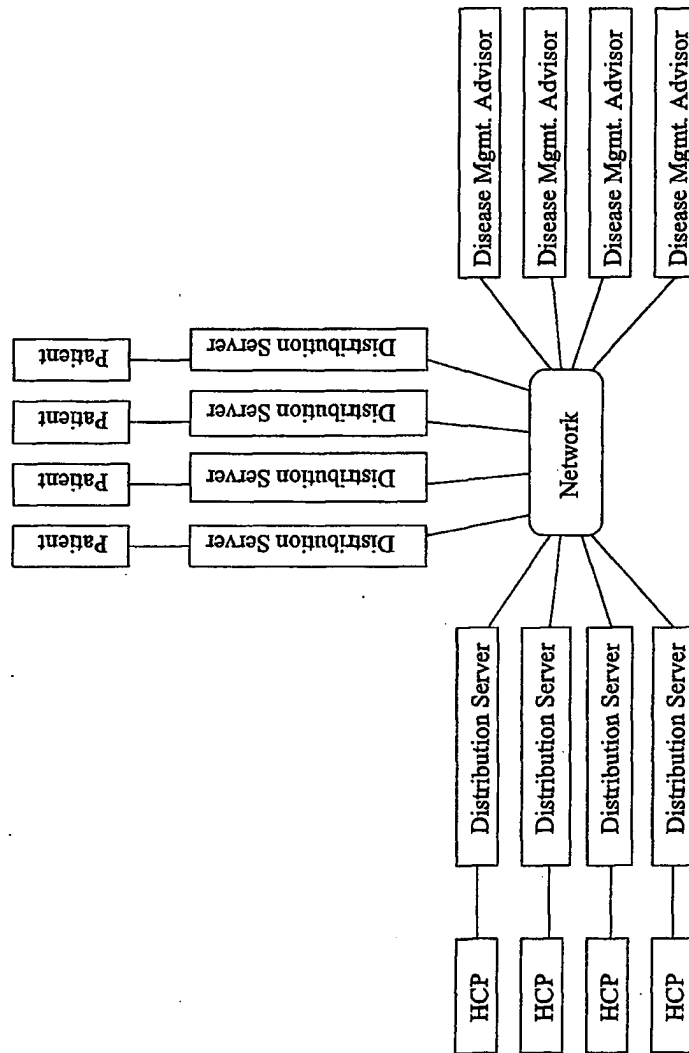 Patient
Patient
Patient
Patient
Distribution Server
Distribution Server
Distribution Server
Distribution Server
Disease Mgmt. Advisor
Disease Mgmt. Advisor
Disease Mgmt. Advisor
Disease Mgmt. Advisor
Network
Distribution Server
Distribution Server
Distribution Server
Distribution Server
HCP
HCP
HCP
HCP